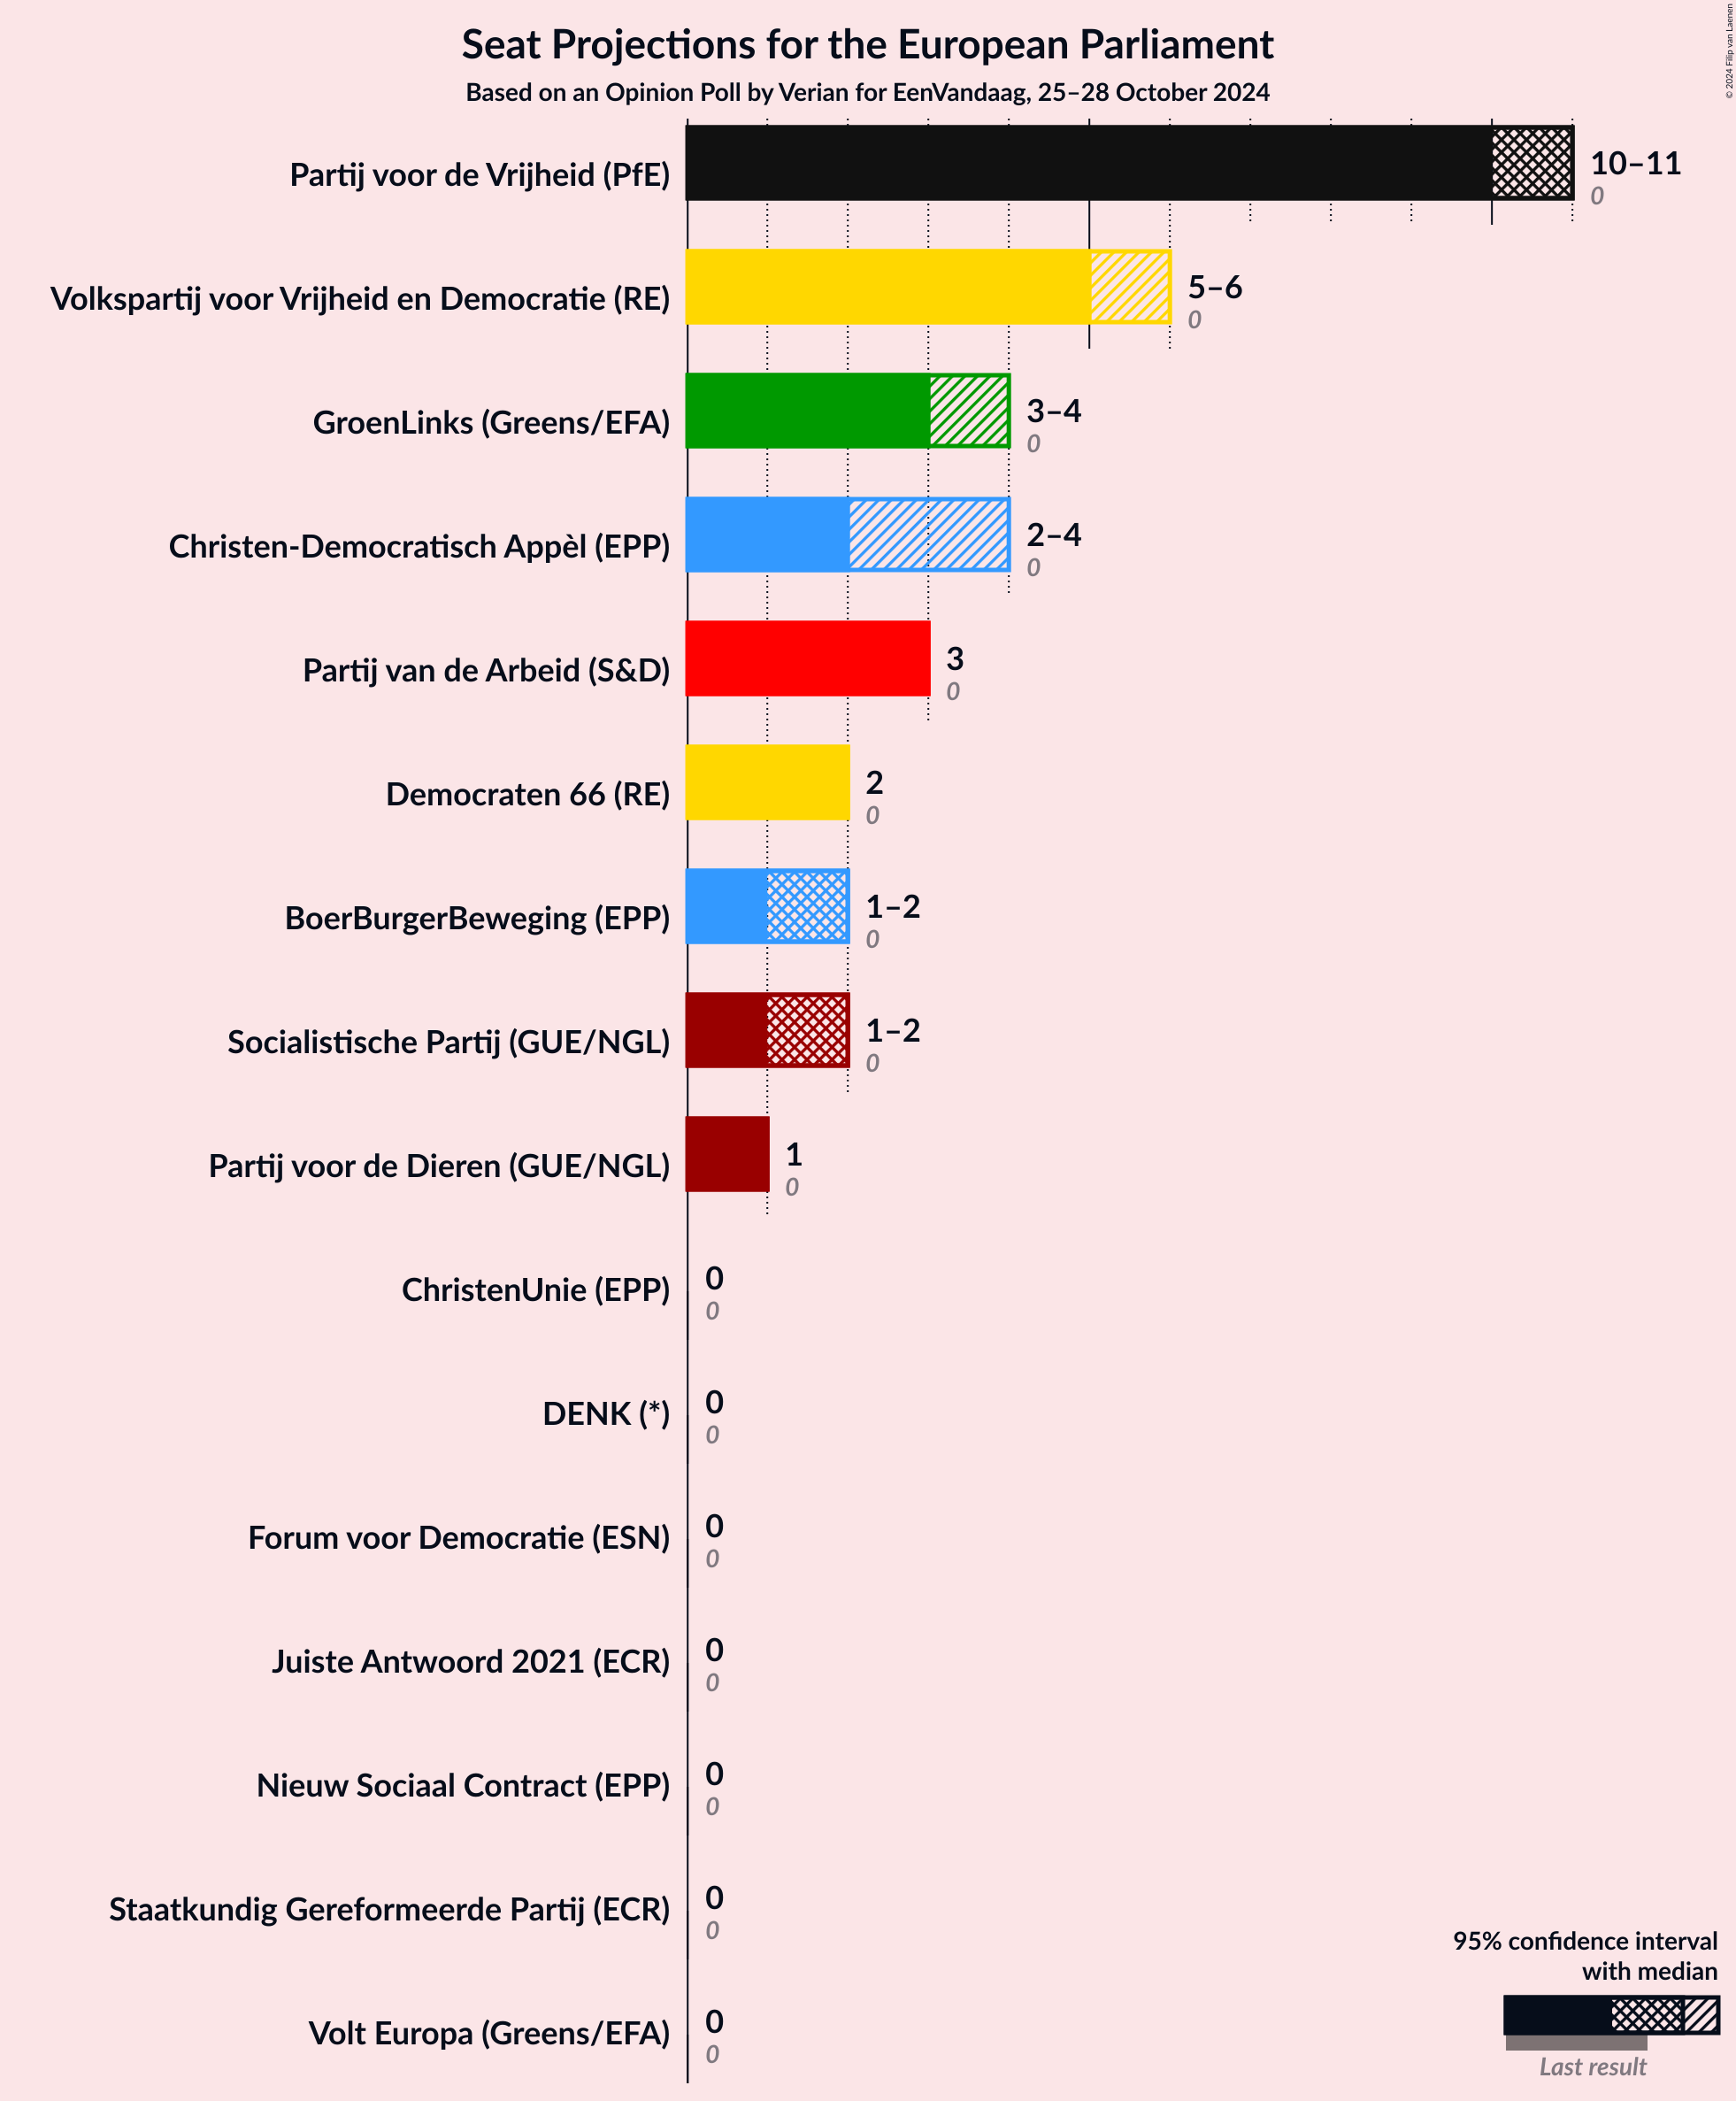 Seat Projections for the European Parliament
Based on an Opinion Poll by Verian for EenVandaag, 25–28 October 2024
© 2024 Filip van Laenen
Partij voor de Vrijheid (PfE)
10–11
0
Volkspartij voor Vrijheid en Democratie (RE)
5–6
0
GroenLinks (Greens/EFA)
3–4
0
Christen-Democratisch Appèl (EPP)
2–4
0
Partij van de Arbeid (S&D)
3
0
Democraten 66 (RE)
2
0
BoerBurgerBeweging (EPP)
1–2
0
Socialistische Partij (GUE/NGL)
1–2
0
Partij voor de Dieren (GUE/NGL)
1
0
ChristenUnie (EPP)
0
0
DENK (*)
0
0
Forum voor Democratie (ESN)
0
0
Juiste Antwoord 2021 (ECR)
0
0
Nieuw Sociaal Contract (EPP)
0
0
Staatkundig Gereformeerde Partij (ECR)
0
0
Volt Europa (Greens/EFA)
0
0
95% confidence interval
with median
Last result